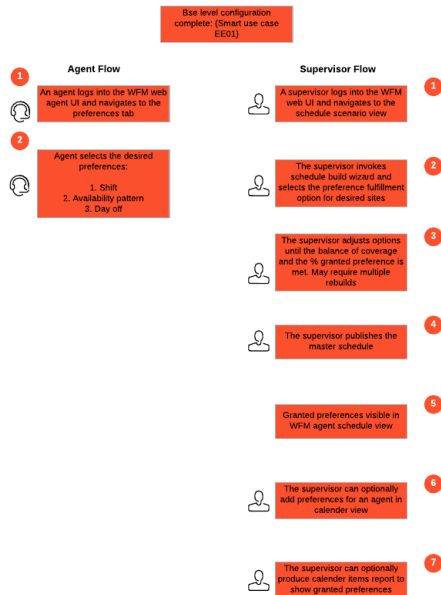 Bse level configuration
complete: (Smart use case
EE01)
Agent Flow
1
An agent logs into the WFM web
agent UI and navigates to the
preferences tab
2
Agent selects the desired
preferences:
1. Shift
2. Availability pattern
3. Day off
Supervisor Flow
1
A supervisor logs into the WFM
web UI and navigates to the
schedule scenario view
2
The supervisor invokes
schedule build wizard and
selects the preference fulfillment
option for desired sites
3
The supervisor adjusts options
until the balance of coverage
and the % granted preference is
met. May require multiple
rebuilds
4
The supervisor publishes the
master schedule
5
Granted preferences visible in
WFM agent schedule view
6
The supervisor can optionally
add preferences for an agent in
calender view
7
The supervisor can optionally
produce calender items report to
show granted preferences